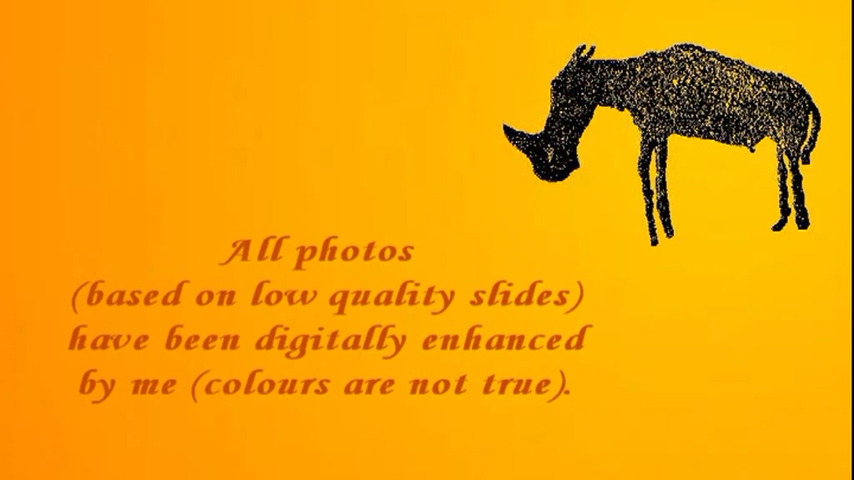 All photos
(based on low quality slides)
have been digitally enhanced
by me (colours are not true).